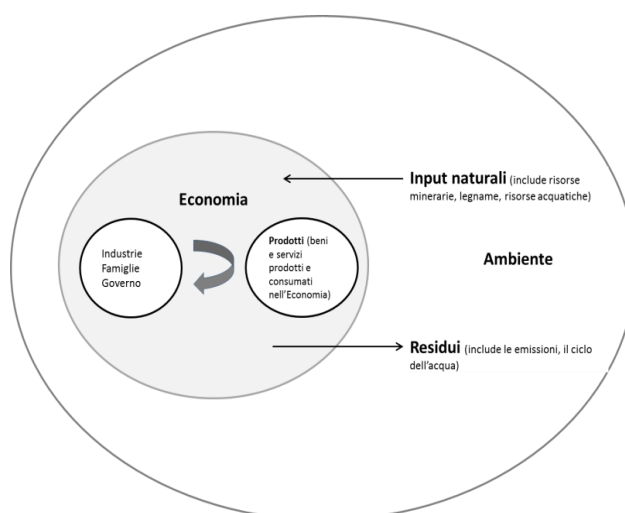 Input naturali (include risorse
minerarie, legname, risorse acquatiche)
Economia
Industrie
Famiglie
Governo
Prodotti (beni
e servizi
prodotti e
consumati
nell'Economia)
Ambiente
Residui (include le emissioni, il ciclo
dell'acqua)